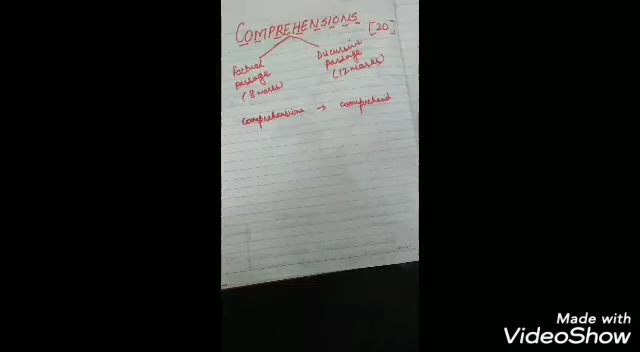 COMPREHENSIONS [20]
Factual
passage
(8 marks)
Discursive
passage
(12 marks)
comprehensions → comprehend
Made with
VideoShow